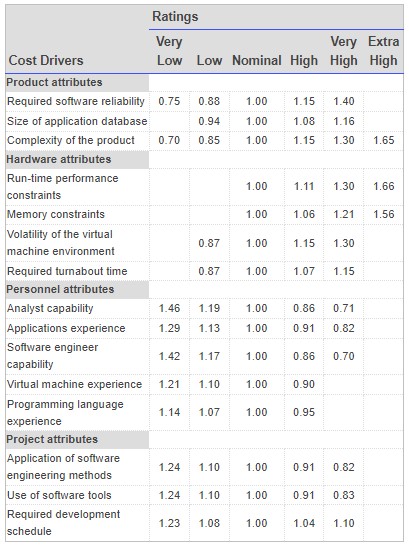 Ratings
Cost Drivers Very Low Low Nominal High Very High Extra High
Product attributes
Required software reliability 0.75 0.88 1.00 1.15 1.40
Size of application database 0.94 1.00 1.08 1.16
Complexity of the product 0.70 0.85 1.00 1.15 1.30 1.65
Hardware attributes
Run-time performance constraints 1.00 1.11 1.30 1.66
Memory constraints 1.00 1.06 1.21 1.56
Volatility of the virtual machine environment 0.87 1.00 1.15 1.30
Required turnabout time 0.87 1.00 1.07 1.15
Personnel attributes
Analyst capability 1.46 1.19 1.00 0.86 0.71
Applications experience 1.29 1.13 1.00 0.91 0.82
Software engineer capability 1.42 1.17 1.00 0.86 0.70
Virtual machine experience 1.21 1.10 1.00 0.90
Programming language experience 1.14 1.07 1.00 0.95
Project attributes
Application of software engineering methods 1.24 1.10 1.00 0.91 0.82
Use of software tools 1.24 1.10 1.00 0.91 0.83
Required development schedule 1.23 1.08 1.00 1.04 1.10